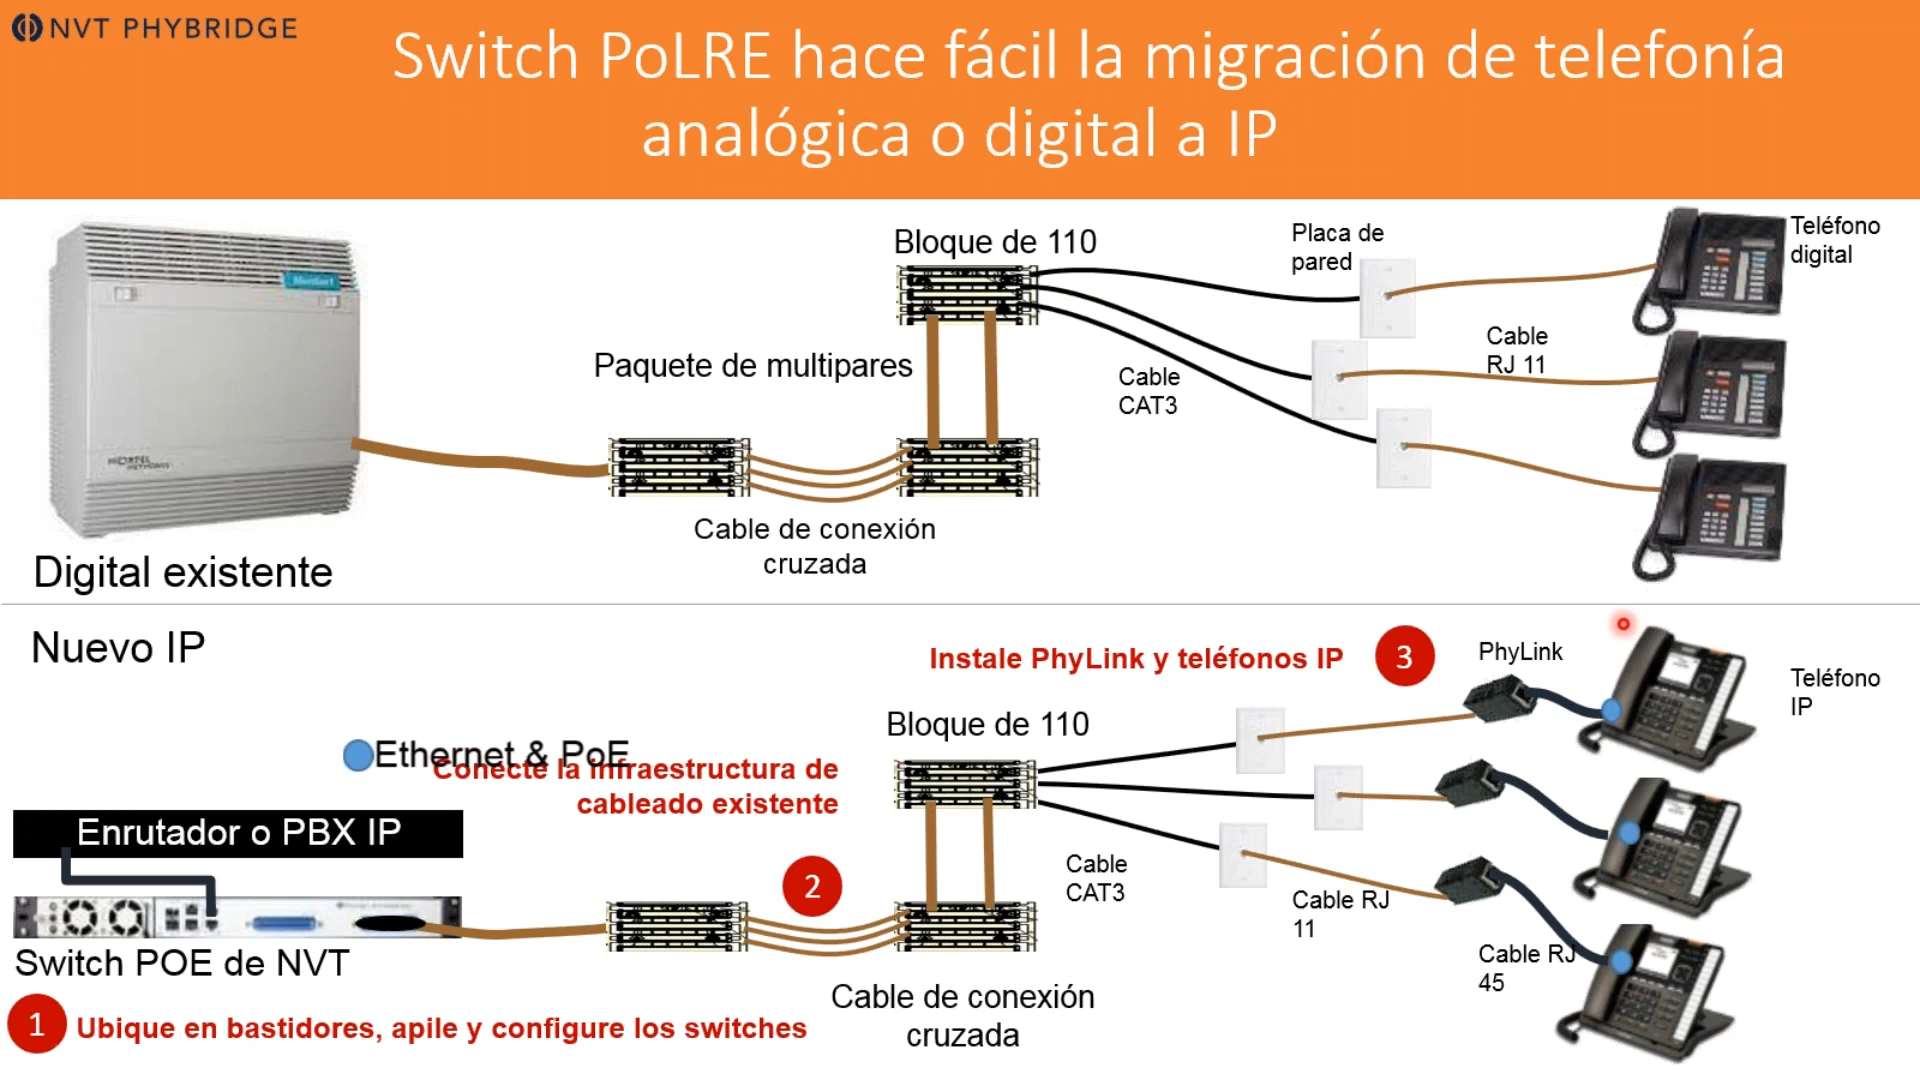 NVT PHYBRIDGE
Switch PoLRE hace fácil la migración de telefonía
analógica o digital a IP
Bloque de 110
Placa de
pared
Teléfono
digital
Cable
RJ 11
Paquete de multipares
Cable
CAT3
NORTEL
NETWORKS
Cable de conexión
cruzada
Digital existente
Nuevo IP
Instale PhyLink y teléfonos IP
3
PhyLink
Teléfono
IP
Bloque de 110
Ethernet & PoE
Conecte la infraestructura de
cableado existente
Enrutador o PBX IP
2
Cable
CAT3
Cable RJ
11
Cable RJ
45
Switch POE de NVT
Cable de conexión
cruzada
1
Ubique en bastidores, apile y configure los switches